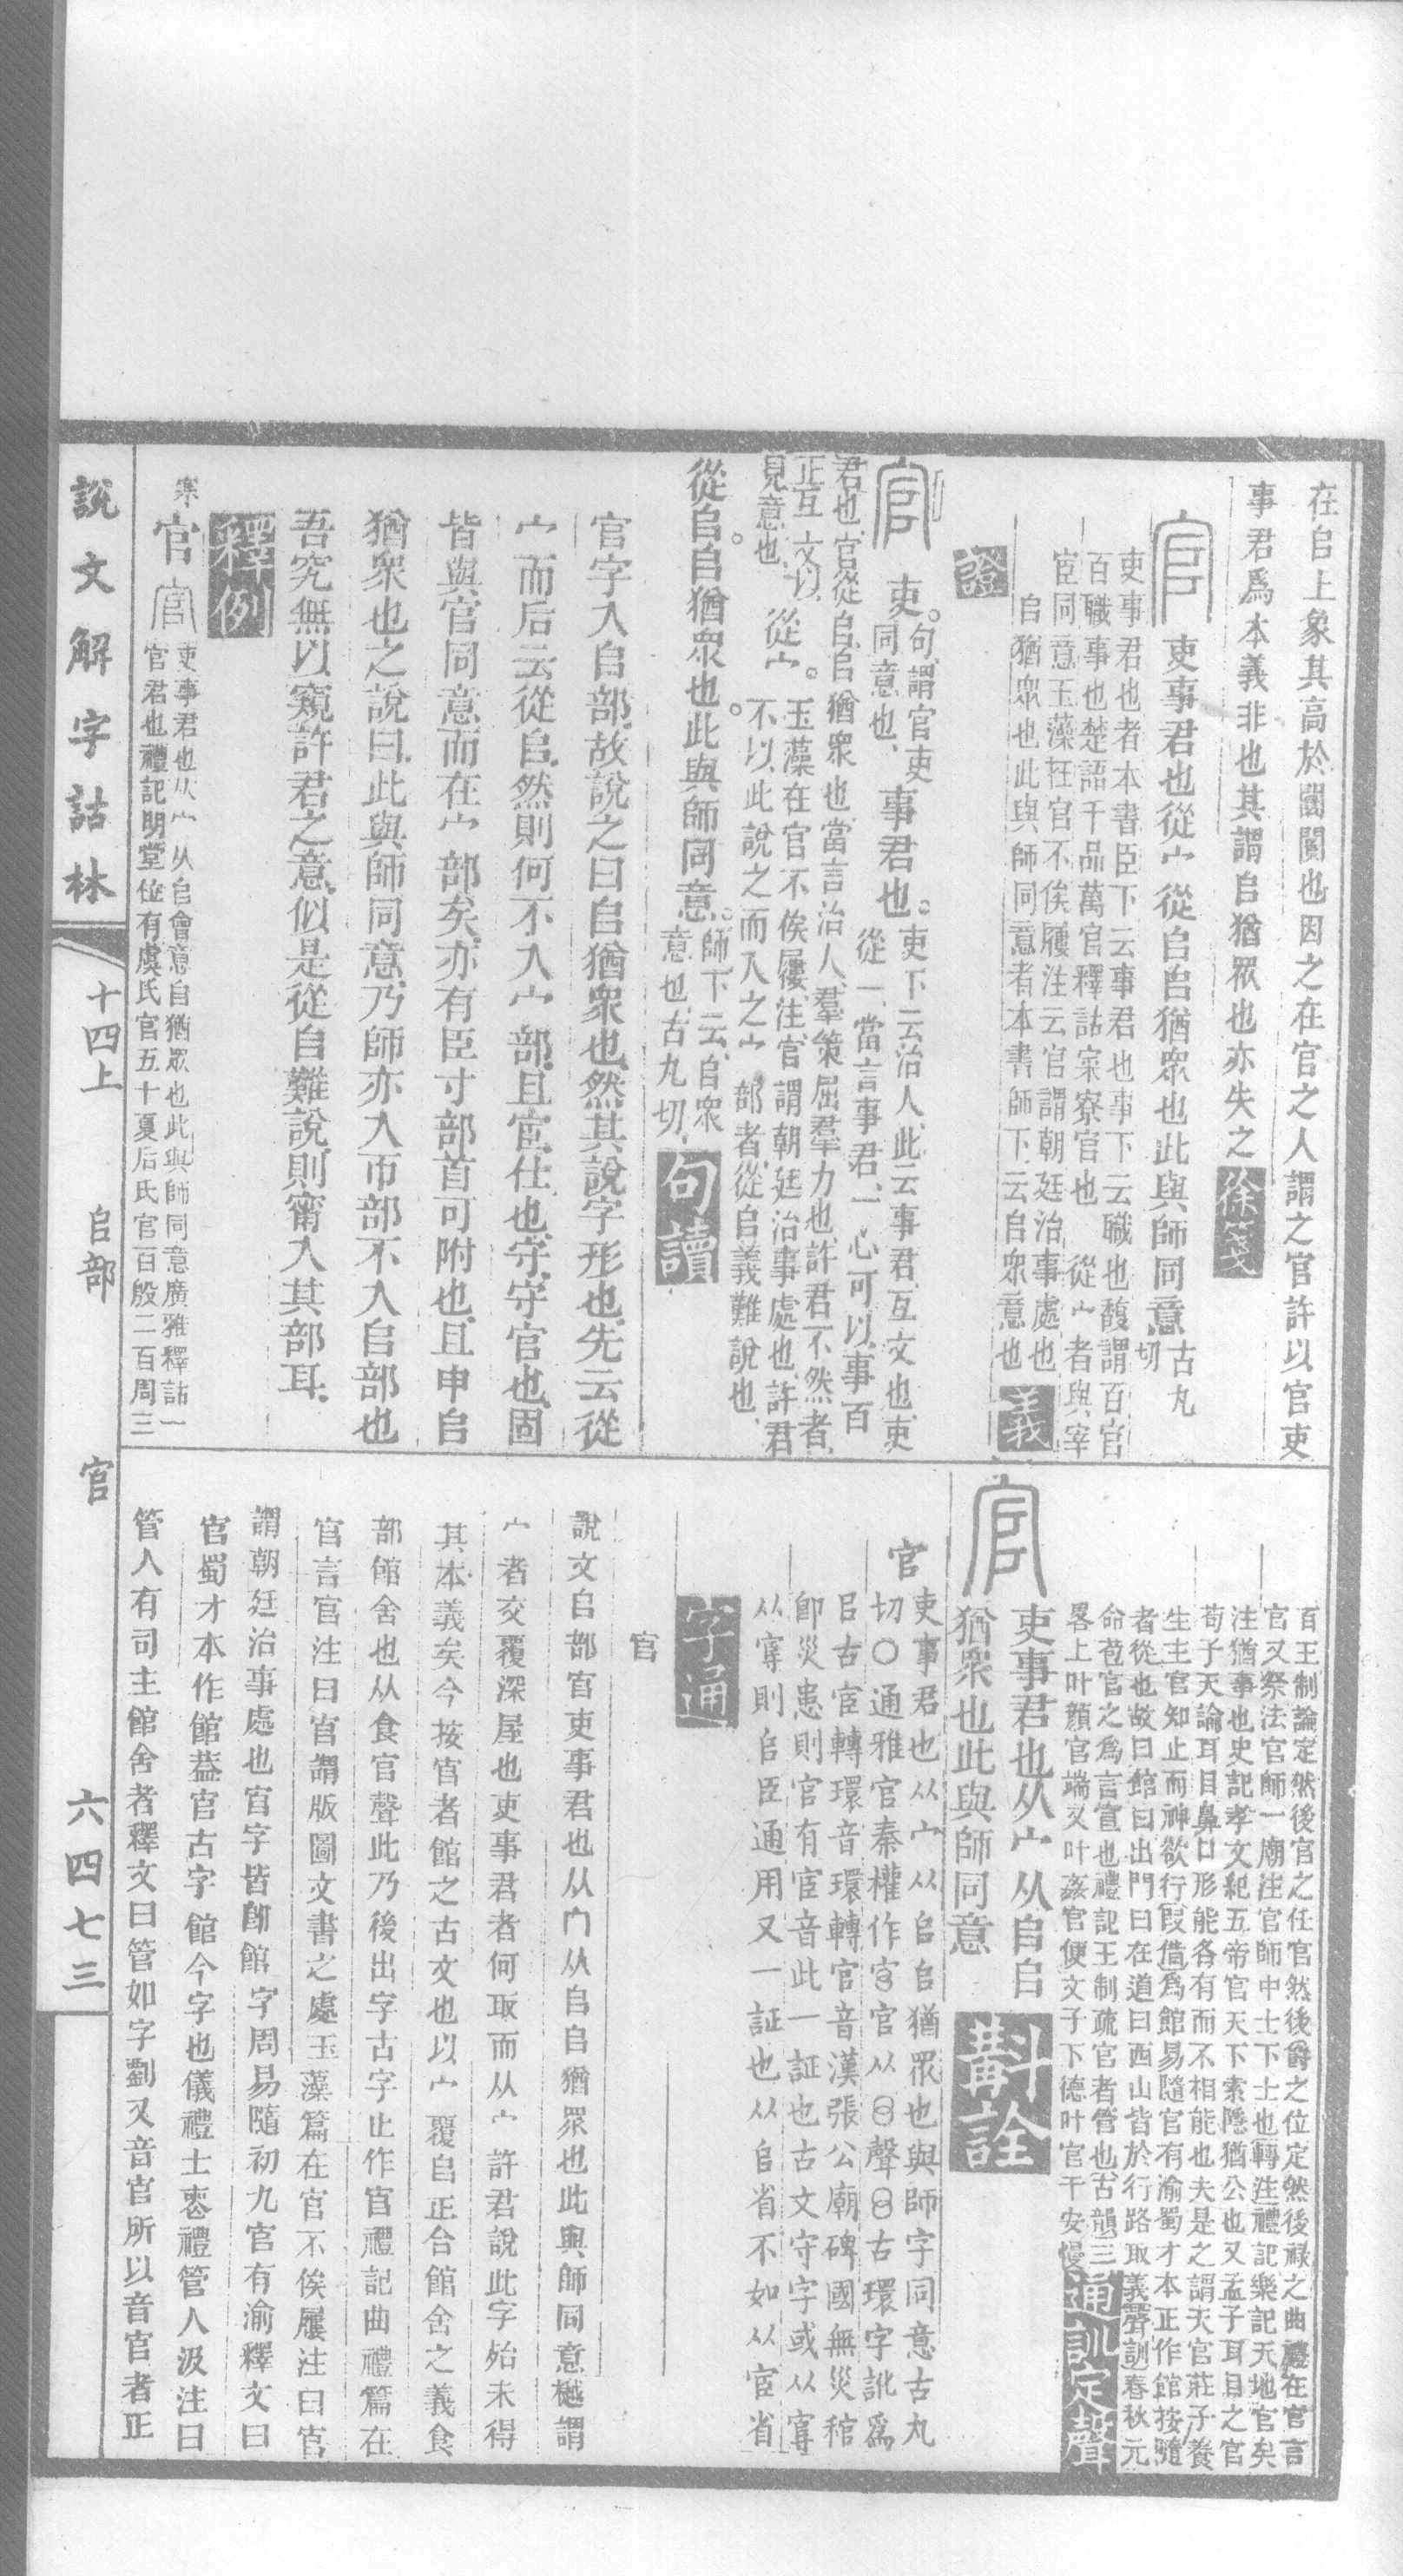 在𠂤上象其高於闤闠也因之在官之人謂之官許以官吏
事君爲本義非也其謂𠂤猶眾也亦失之
徐箋
官
吏事君也從宀從𠂤𠂤猶眾也此與師同意
古丸
切
吏事君也者本書臣下云事君也事下云職也馥謂百官
百職事也楚語千品萬官釋詁寀寮官也 從宀者與宰
宦同意玉藻在官不俟屨注云官謂朝廷治事處也
𠂤猶眾也此與師同意者本書師下云𠂤眾意也
義
證
官
吏。
句、謂官吏
同意也、
事君也。
吏下云治人、此云事君、互文也、吏
從一、當言事君、一心可以事百
君也、官從𠂤、𠂤猶眾也、當言治人、羣策屈羣力也、許君不然者、
正互文以
見意也、
從宀。
玉藻在官不俟屨、注、官謂朝廷治事處也、許君
不以此說之而入之宀部者、從𠂤義難說也、
從𠂤。𠂤猶眾也。此與師同意。
師下云、𠂤眾
意也、古丸切、
句讀
官字入𠂤部、故說之曰𠂤猶眾也、然其說字形也、先云從
宀而后云從𠂤、然則何不入宀部、且宦、仕也、守、守官也、固
皆與官同意而在宀部矣、亦有臣寸部首可附也、且申𠂤
猶眾也之說曰、此與師同意、乃師亦入帀部不入𠂤部也
吾究無以窺許君之意、似是從𠂤難說、則甯入其部耳、
釋例
官
官
吏事君也从宀从𠂤會意𠂤猶眾也此與師同意廣雅釋詁一
官君也禮記明堂位有虞氏官五十夏后氏官百殷二百周三
說文解字詁林
十四上
𠂤部
官
六四七三
百王制論定然後官之任官然後爵之位定然後祿之曲禮在官言
官又祭法官師一廟注官師中士下士也轉注禮記樂記天地官矣
注猶事也史記孝文紀五帝官天下索隱猶公也又孟子耳目之官
荀子天論耳目鼻口形能各有而不相能也夫是之謂天官莊子養
生主官知止而神欲行假借爲館易隨官有渝蜀才本正作館按隨
者從也故曰館曰出門曰在道曰西山皆於行路取義聲訓春秋元
命苞官之爲言宣也禮記王制疏官者管也古韻三
畧上叶顏官端又叶姦官便文子下德叶官干安慢
通訓定聲
官
吏事君也从宀从𠂤𠂤
猶眾也此與師同意
斠詮
官
吏事君也从宀从𠂤𠂤猶眾也與師字同意古丸
切〇通雅官秦權作官从聲古環字訛爲
㠯古宦轉環音環轉官音漢張公廟碑國無災䅣
卽災患則官有宦音此一証也古文守字或从寽
从寽則𠂤臣通用又一証也从𠂤省不如从宦省
字通
官
說文𠂤部官吏事君也从宀从𠂤𠂤猶眾也此與師同意樾謂
宀者交覆深屋也吏事君者何取而从宀許君說此字殆未得
其本義矣今按官者館之古文也以宀覆𠂤正合館舍之義食
部館舍也从食官聲此乃後出字古字止作官禮記曲禮篇在
官言官注曰官謂版圖文書之處玉藻篇在官不俟屨注曰官
謂朝廷治事處也官字皆卽館字周易隨初九官有渝釋文曰
官蜀才本作館葢官古字館今字也儀禮士喪禮管人汲注曰
管人有司主館舍者釋文曰管如字劉又音官所以音官者正